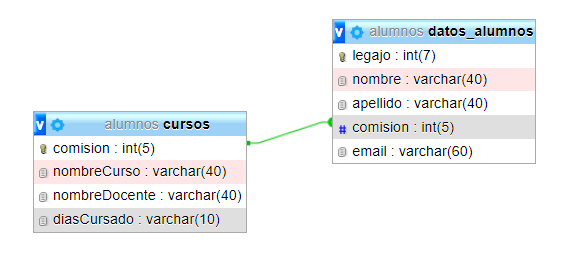 v alumnos datos_alumnos
legajo : int(7)
nombre : varchar(40)
apellido : varchar(40)
# comision : int(5)
email : varchar(60)
v alumnos cursos
comision : int(5)
nombreCurso : varchar(40)
nombreDocente : varchar(40)
diasCursado : varchar(10)